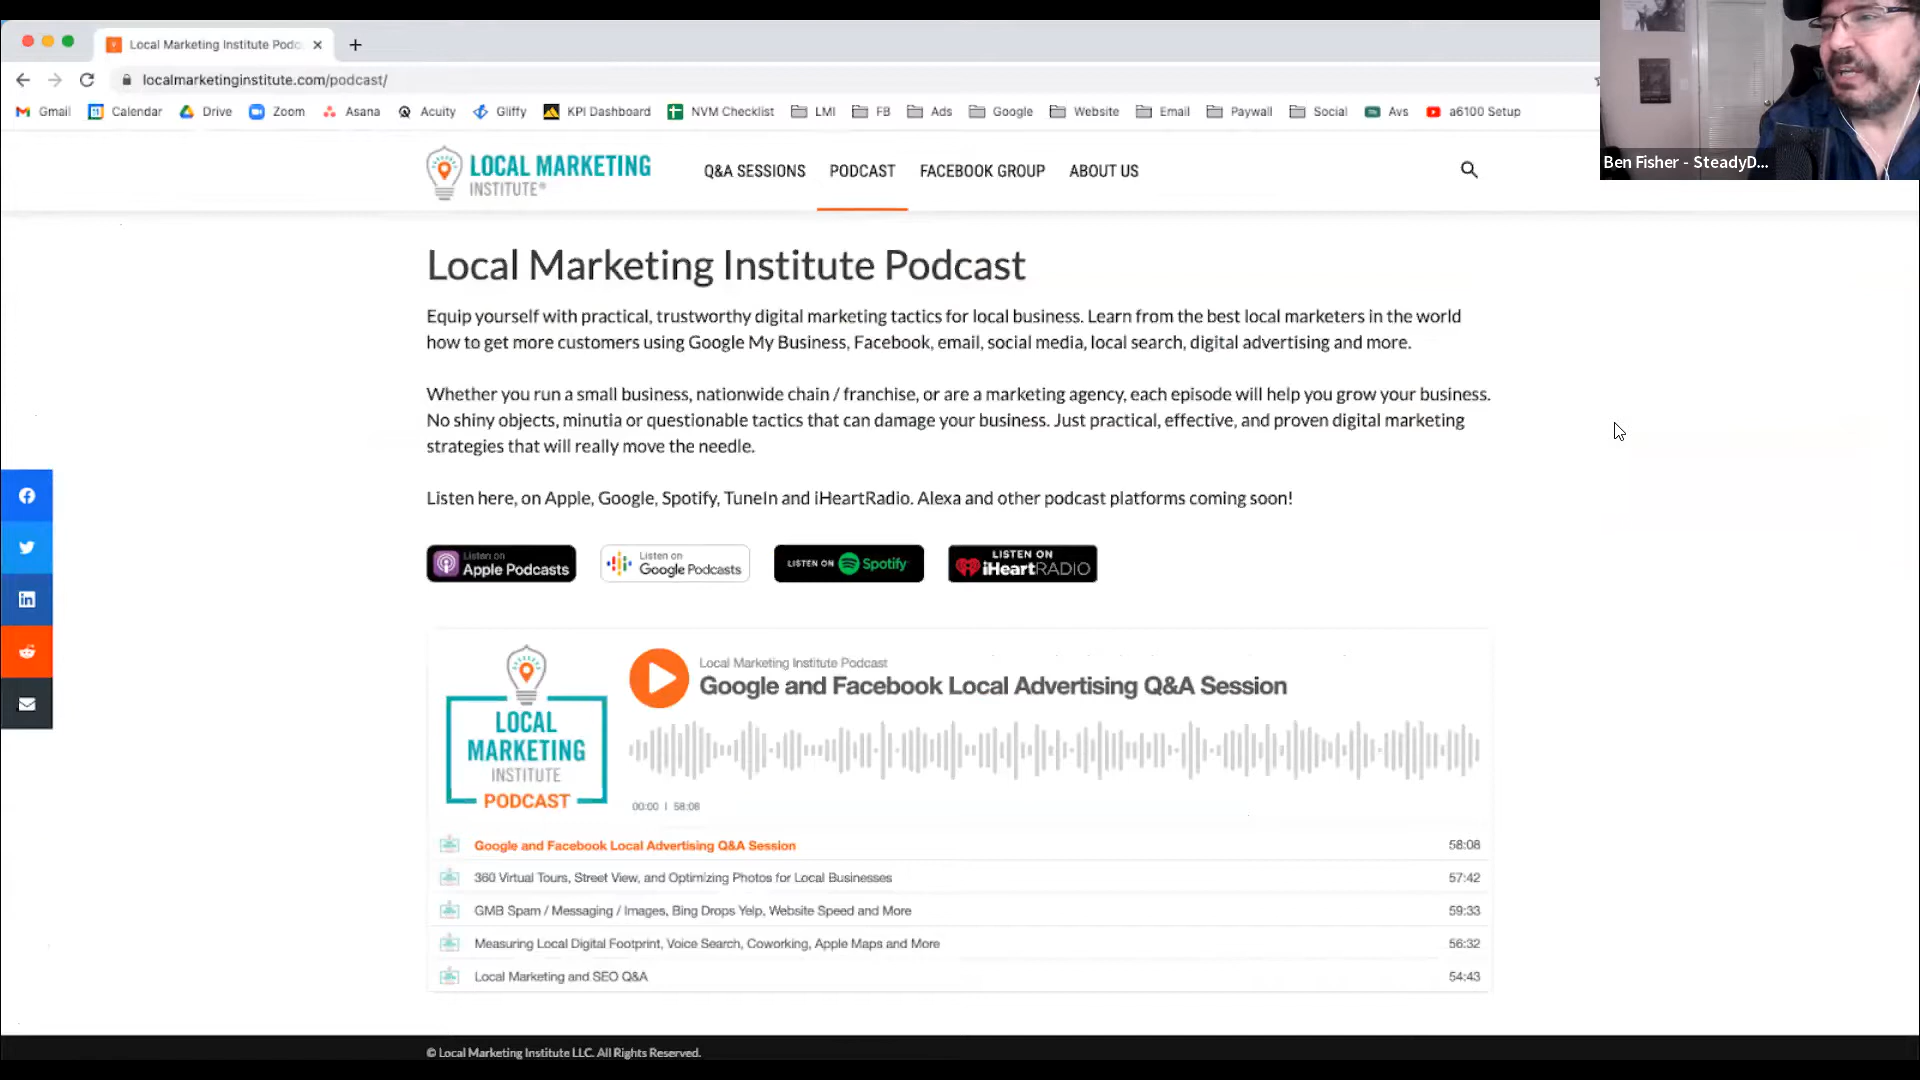 Local Marketing Institute Podc
localmarketinginstitute.com/podcast/
Gmail Calendar Drive Zoom Asana Acuity Gliffy KPI Dashboard NVM Checklist LMI FB Ads Google Website Email Paywall Social Avs a6100 Setup
Ben Fisher - SteadyD...
LOCAL MARKETING
INSTITUTE®
Q&A SESSIONS PODCAST FACEBOOK GROUP ABOUT US
Local Marketing Institute Podcast
Equip yourself with practical, trustworthy digital marketing tactics for local business. Learn from the best local marketers in the world
how to get more customers using Google My Business, Facebook, email, social media, local search, digital advertising and more.
Whether you run a small business, nationwide chain / franchise, or are a marketing agency, each episode will help you grow your business.
No shiny objects, minutia or questionable tactics that can damage your business. Just practical, effective, and proven digital marketing
strategies that will really move the needle.
Listen here, on Apple, Google, Spotify, TuneIn and iHeartRadio. Alexa and other podcast platforms coming soon!
Listen on
Apple Podcasts
Listen on
Google Podcasts
LISTEN ON Spotify
LISTEN ON
iHeartRADIO
LOCAL
MARKETING
INSTITUTE
PODCAST
Local Marketing Institute Podcast
Google and Facebook Local Advertising Q&A Session
00:00 | 58:08
Google and Facebook Local Advertising Q&A Session 58:08
360 Virtual Tours, Street View, and Optimizing Photos for Local Businesses 57:42
GMB Spam / Messaging / Images, Bing Drops Yelp, Website Speed and More 59:33
Measuring Local Digital Footprint, Voice Search, Coworking, Apple Maps and More 56:32
Local Marketing and SEO Q&A 54:43
© Local Marketing Institute LLC. All Rights Reserved.